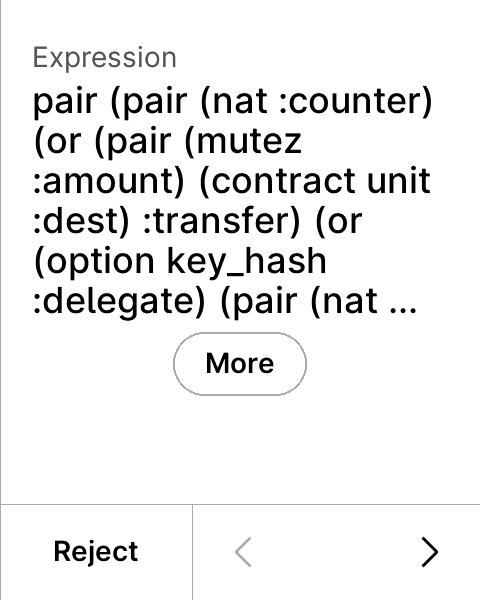 Expression
pair (pair (nat :counter)
(or (pair (mutez
:amount) (contract unit
:dest) :transfer) (or
(option key_hash
:delegate) (pair (nat ...
More
Reject